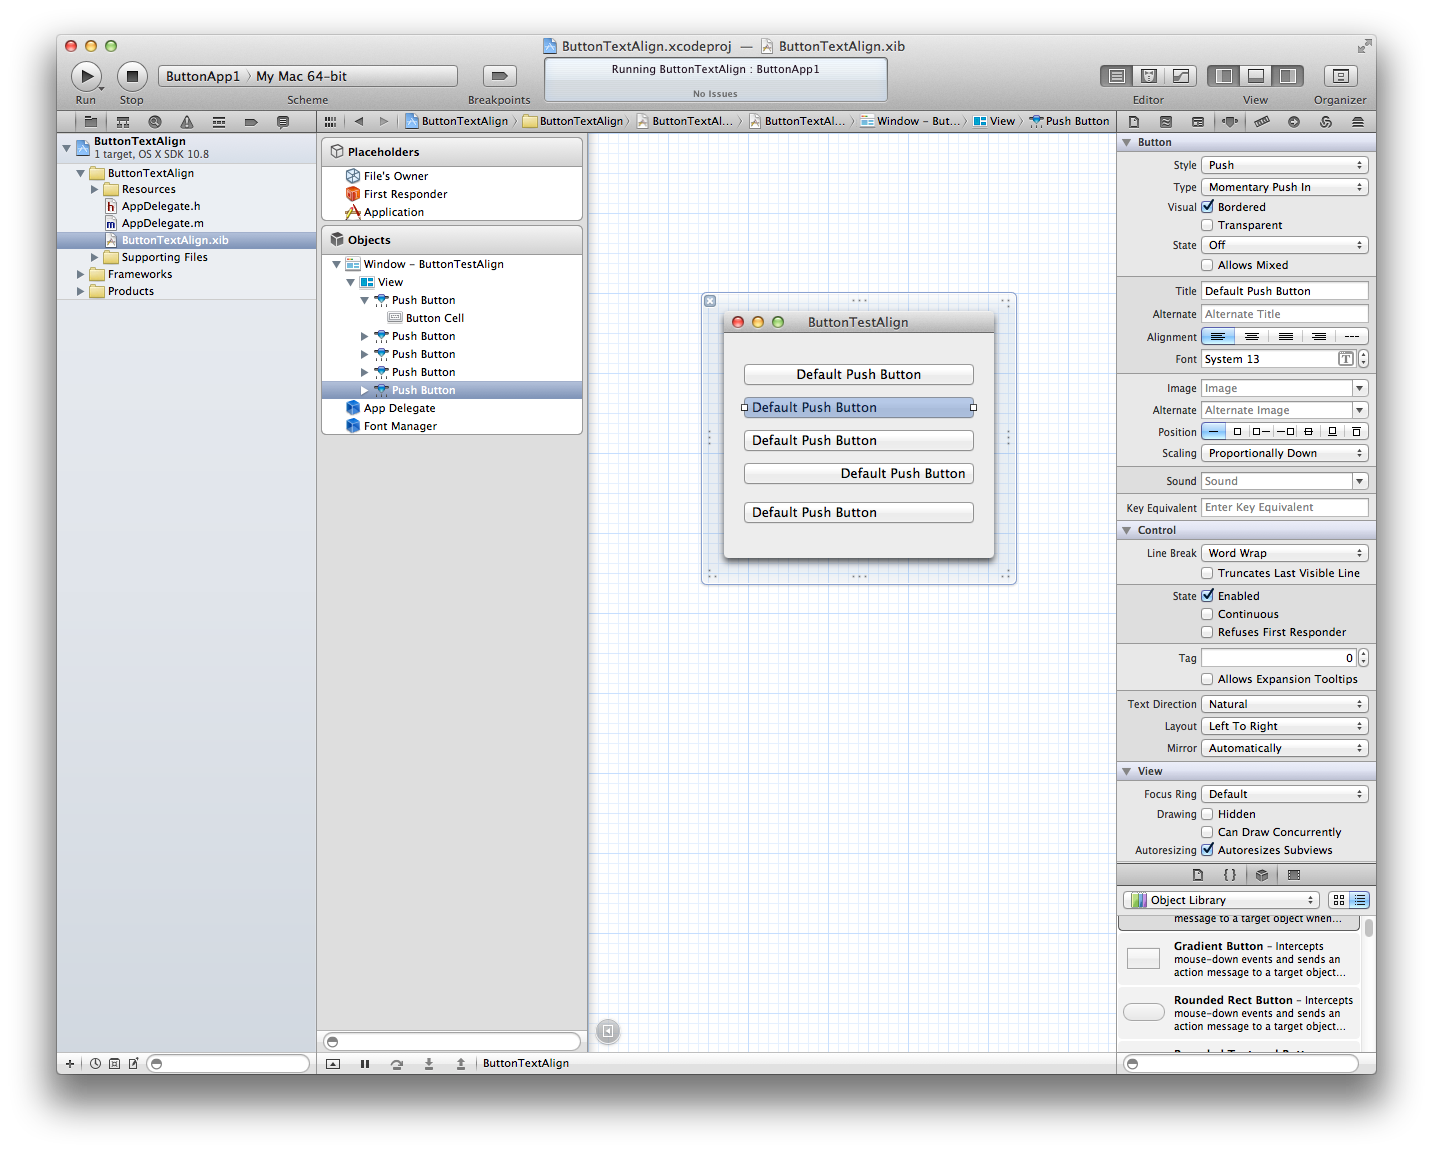 ButtonTextAlign.xcodeproj — ButtonTextAlign.xib
ButtonApp1 〉 My Mac 64-bit
Running ButtonTextAlign : ButtonApp1
No Issues
Run Stop Scheme Breakpoints Editor View Organizer
ButtonTextAlign 〉 ButtonTextAlign 〉 ButtonTextAl... 〉 ButtonTextAl... 〉 Window - But... 〉 View 〉 Push Button
ButtonTextAlign
1 target, OS X SDK 10.8
ButtonTextAlign
Resources
AppDelegate.h
AppDelegate.m
ButtonTextAlign.xib
Supporting Files
Frameworks
Products
Placeholders
File's Owner
First Responder
Application
Objects
Window – ButtonTestAlign
View
Push Button
Button Cell
Push Button
Push Button
Push Button
Push Button
App Delegate
Font Manager
ButtonTestAlign
Default Push Button
Default Push Button
Default Push Button
Default Push Button
Default Push Button
ButtonTextAlign
Button
Style Push
Type Momentary Push In
Visual Bordered
Transparent
State Off
Allows Mixed
Title Default Push Button
Alternate Alternate Title
Alignment
Font System 13
Image Image
Alternate Alternate Image
Position
Scaling Proportionally Down
Sound Sound
Key Equivalent Enter Key Equivalent
Control
Line Break Word Wrap
Truncates Last Visible Line
State Enabled
Continuous
Refuses First Responder
Tag 0
Allows Expansion Tooltips
Text Direction Natural
Layout Left To Right
Mirror Automatically
View
Focus Ring Default
Drawing Hidden
Can Draw Concurrently
Autoresizing Autoresizes Subviews
{ }
Object Library
message to a target object when...
Gradient Button – Intercepts
mouse-down events and sends an
action message to a target object...
Rounded Rect Button – Intercepts
mouse-down events and sends an
action message to a target object...